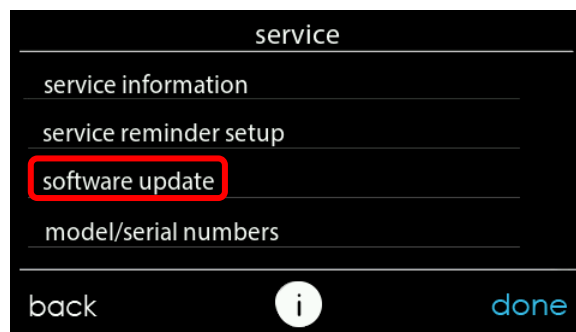 service
service information
service reminder setup
software update
model/serial numbers
back i done